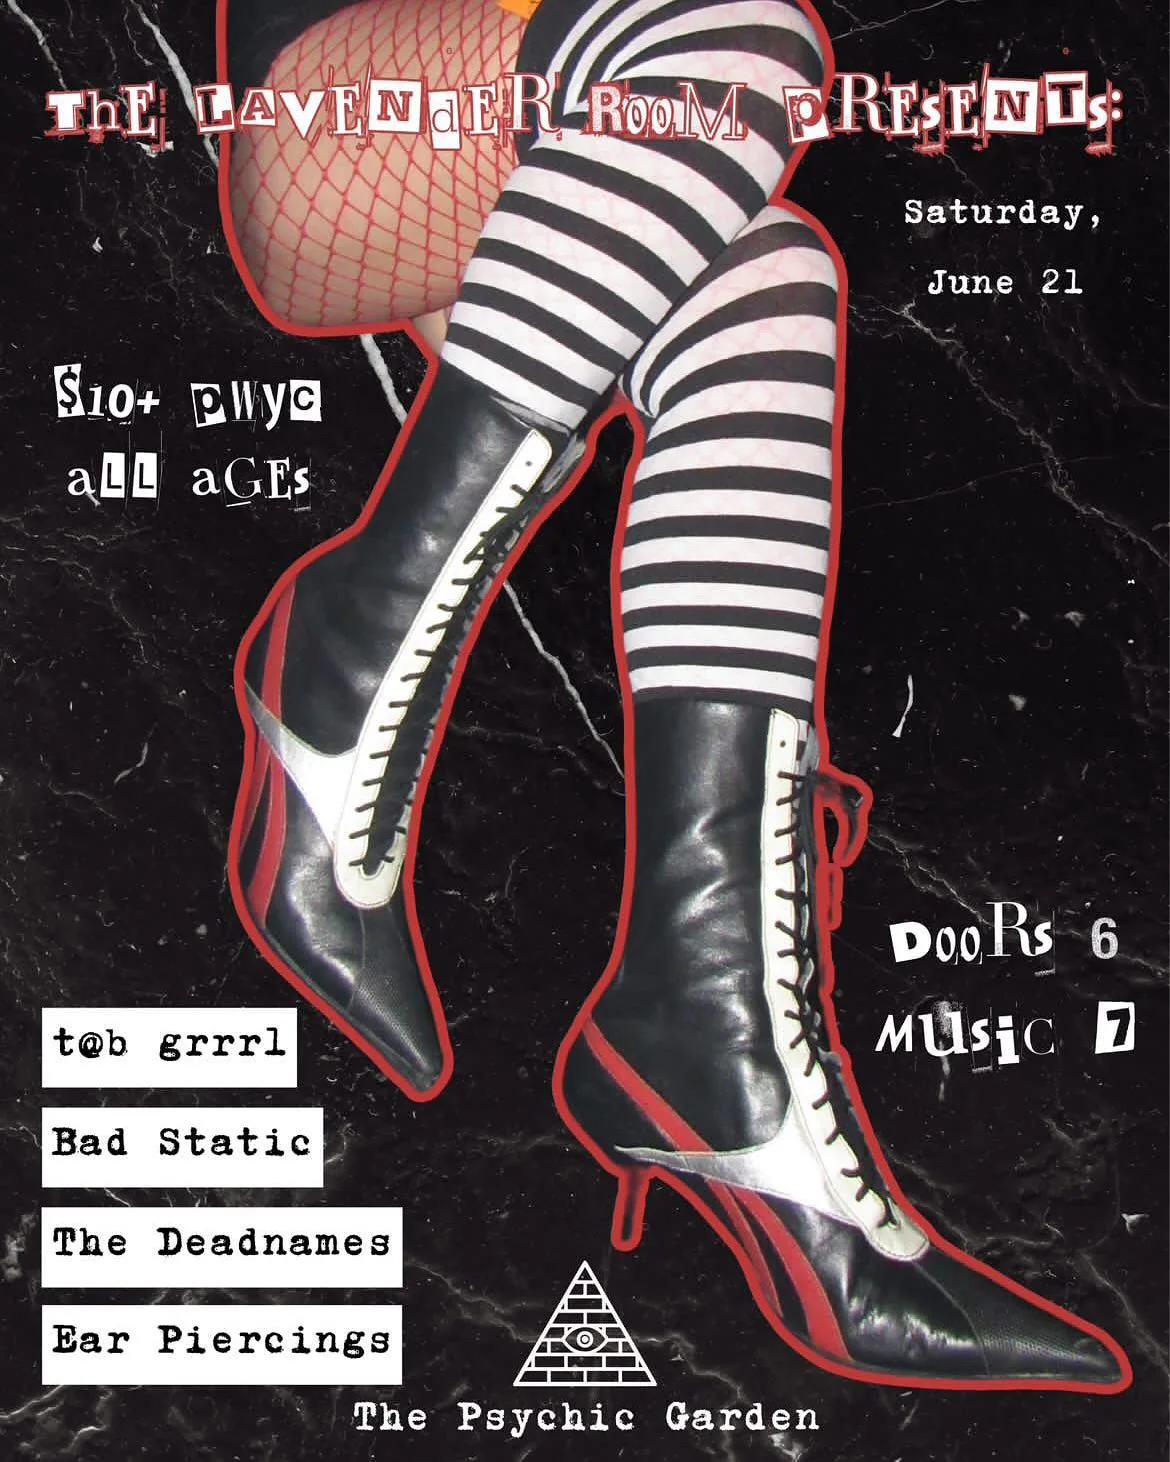 ThE LAVENdER RooM pREsENTs:
Saturday,
June 21
$10+ pWyc
aLL aGEs
DooRs 6
MUsic 7
t@b grrrl
Bad Static
The Deadnames
Ear Piercings
The Psychic Garden